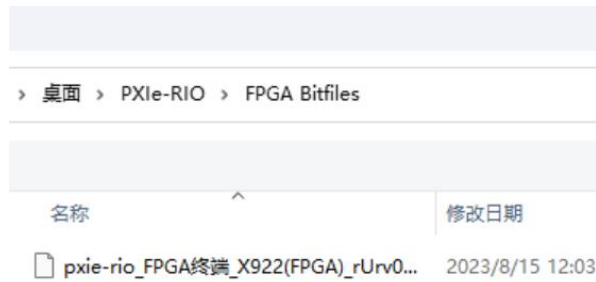 › 桌面 › PXIe-RIO › FPGA Bitfiles
名称 修改日期
pxie-rio_FPGA终端_X922(FPGA)_rUrv0... 2023/8/15 12:03